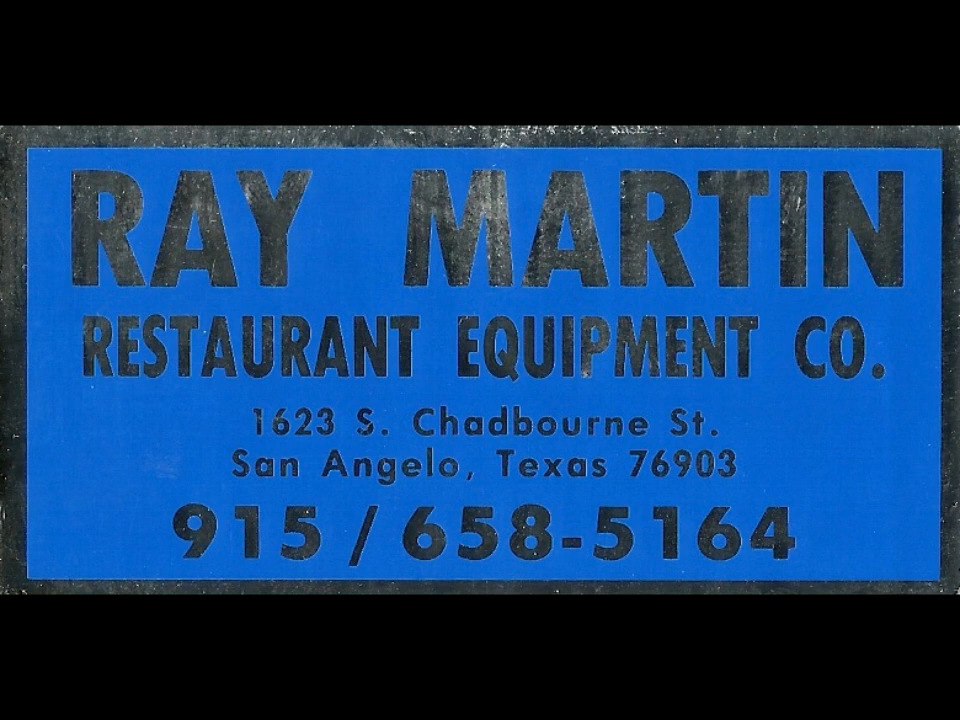 RAY MARTIN
RESTAURANT EQUIPMENT CO.
1623 S. Chadbourne St.
San Angelo, Texas 76903
915/658-5164